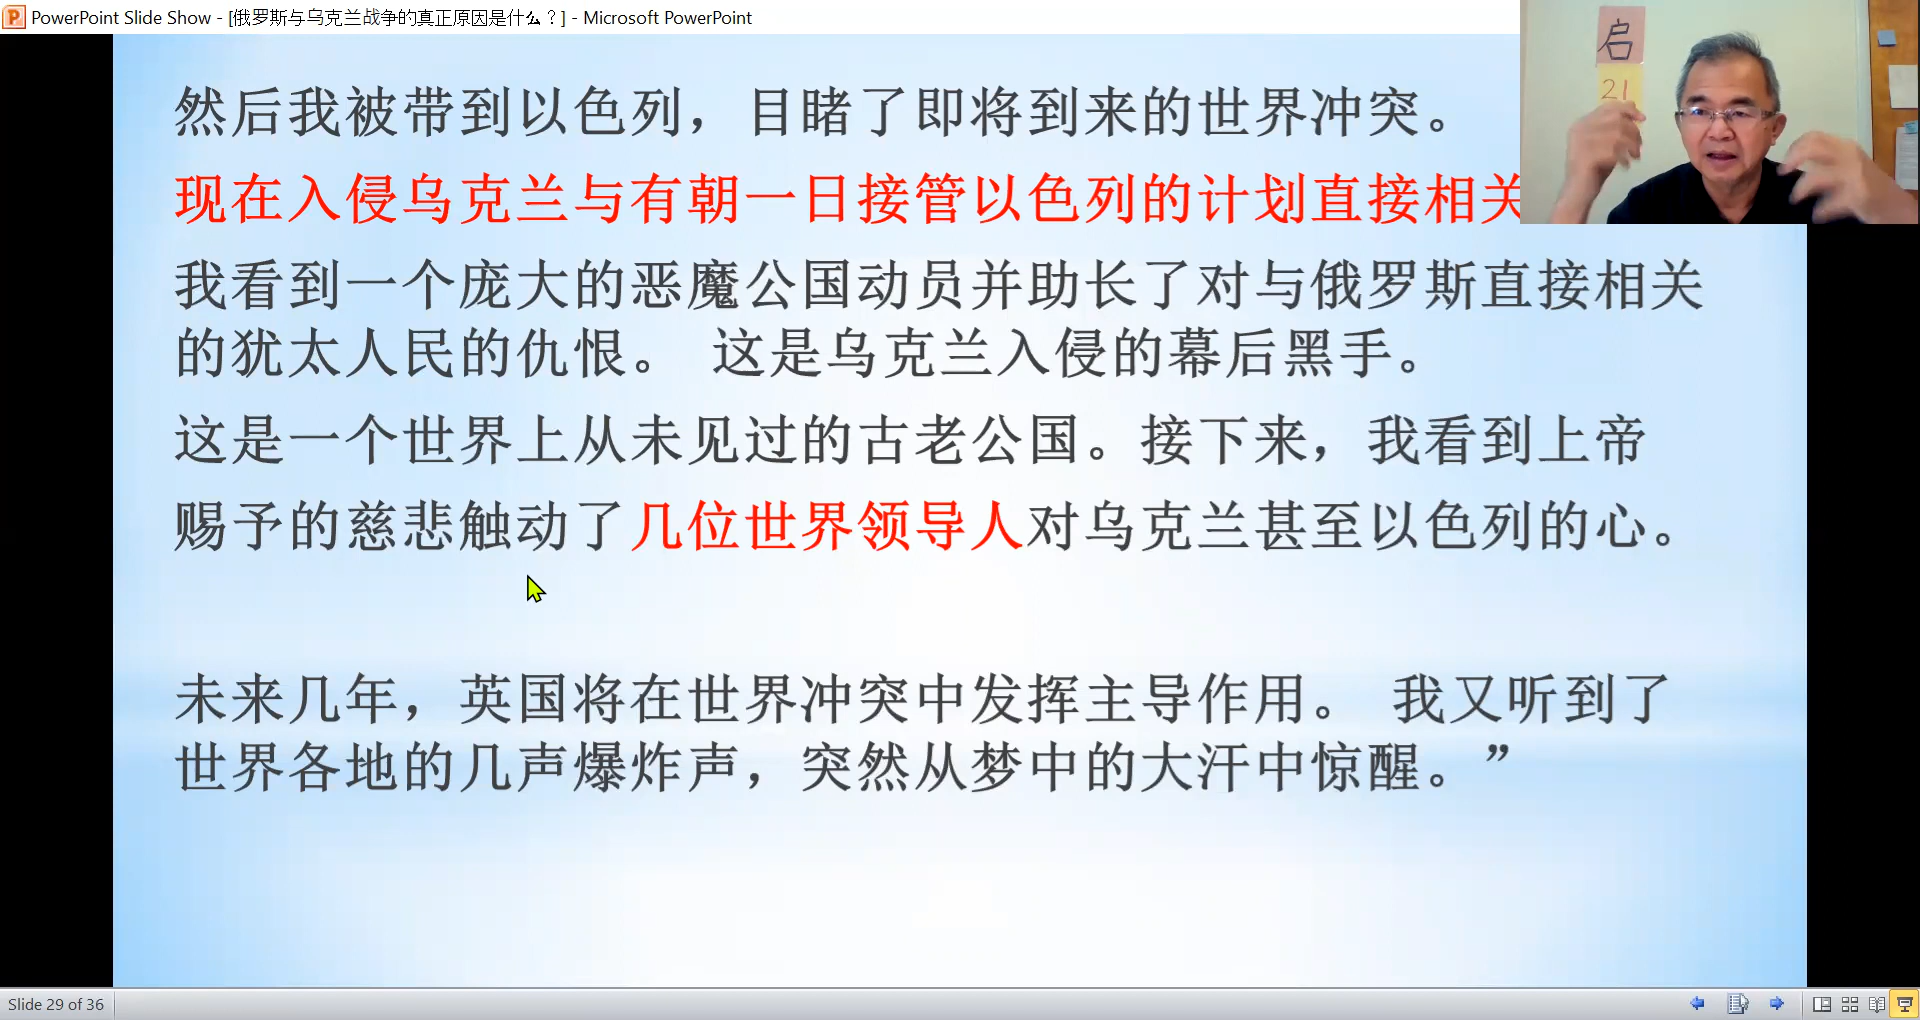 PowerPoint Slide Show - [俄罗斯与乌克兰战争的真正原因是什么？] - Microsoft PowerPoint
启
21
然后我被带到以色列，目睹了即将到来的世界冲突。
现在入侵乌克兰与有朝一日接管以色列的计划直接相关
我看到一个庞大的恶魔公国动员并助长了对与俄罗斯直接相关
的犹太人民的仇恨。 这是乌克兰入侵的幕后黑手。
这是一个世界上从未见过的古老公国。接下来，我看到上帝
赐予的慈悲触动了几位世界领导人对乌克兰甚至以色列的心。
未来几年，英国将在世界冲突中发挥主导作用。 我又听到了
世界各地的几声爆炸声，突然从梦中的大汗中惊醒。”
Slide 29 of 36